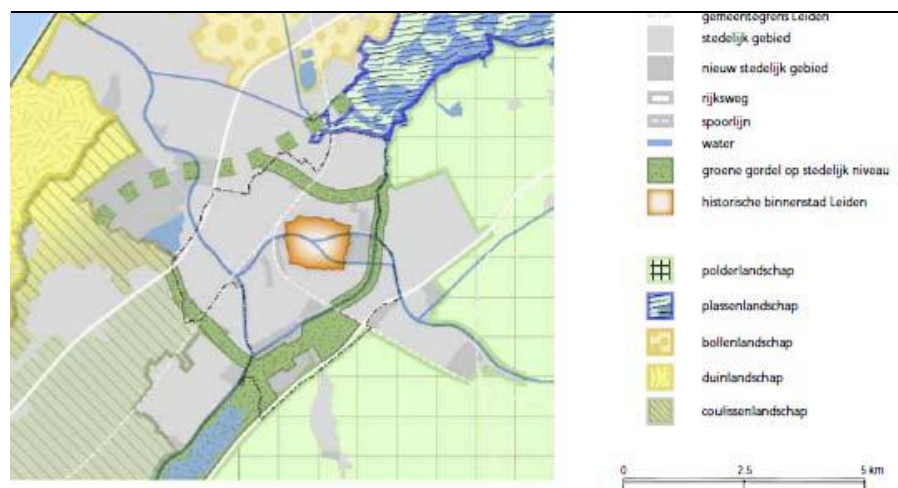 gemeentegrens Leiden
stedelijk gebied
nieuw stedelijk gebied
rijksweg
spoorlijn
water
groene gordel op stedelijk niveau
historische binnenstad Leiden
polderlandschap
plassenlandschap
bollenlandschap
duinlandschap
coulissenlandschap
0 2.5 5 km